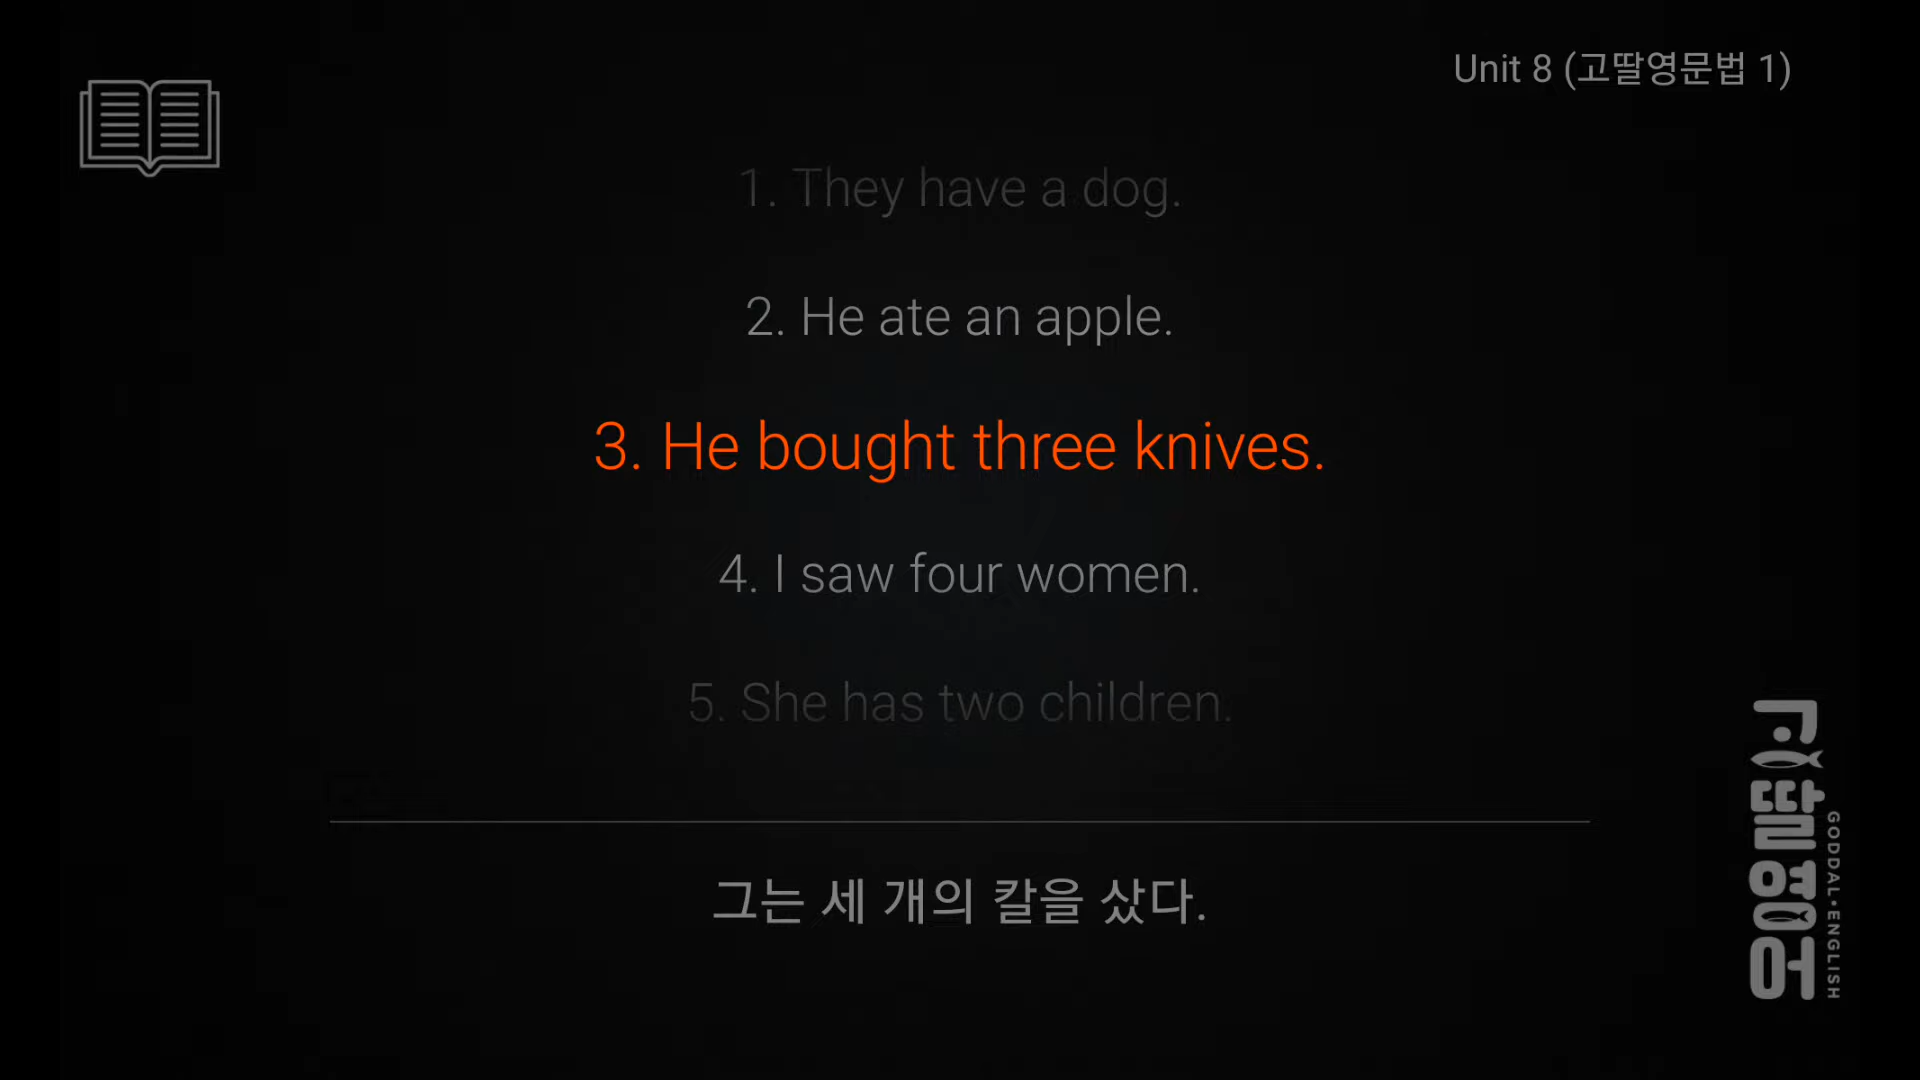 Unit 8 (고딸영문법 1)
1. They have a dog.
2. He ate an apple.
3. He bought three knives.
4. I saw four women.
5. She has two children.
그는 세 개의 칼을 샀다.
고딸영어
GODDAL•ENGLISH